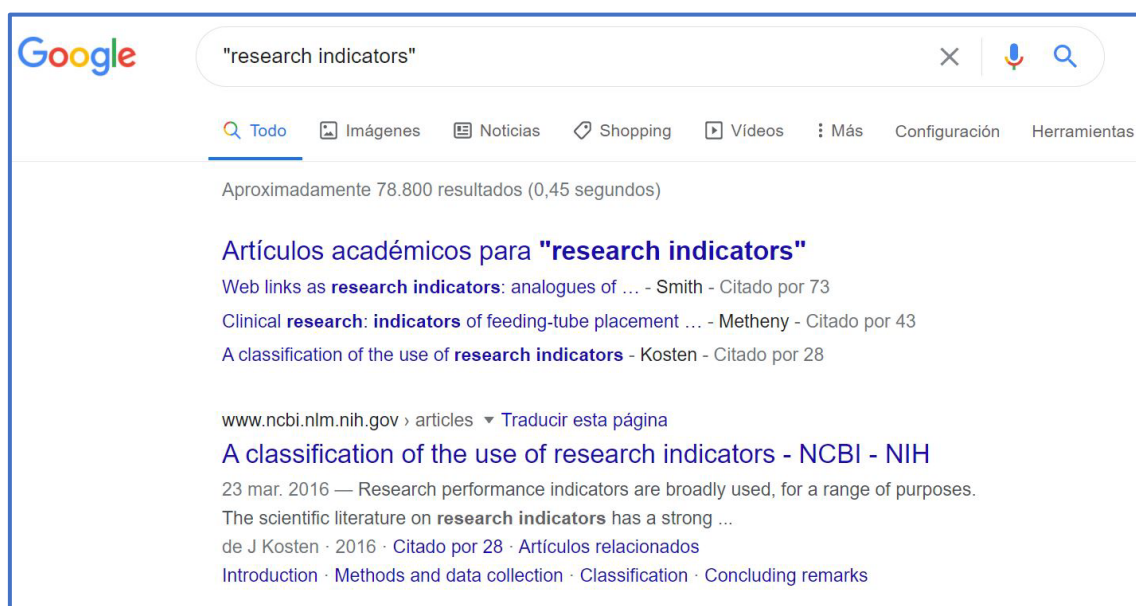 Google
"research indicators"
Todo Imágenes Noticias Shopping Vídeos Más Configuración Herramientas
Aproximadamente 78.800 resultados (0,45 segundos)
Artículos académicos para "research indicators"
Web links as research indicators: analogues of … - Smith - Citado por 73
Clinical research: indicators of feeding-tube placement … - Metheny - Citado por 43
A classification of the use of research indicators - Kosten - Citado por 28
www.ncbi.nlm.nih.gov › articles ▼ Traducir esta página
A classification of the use of research indicators - NCBI - NIH
23 mar. 2016 — Research performance indicators are broadly used, for a range of purposes.
The scientific literature on research indicators has a strong ...
de J Kosten · 2016 · Citado por 28 · Artículos relacionados
Introduction · Methods and data collection · Classification · Concluding remarks